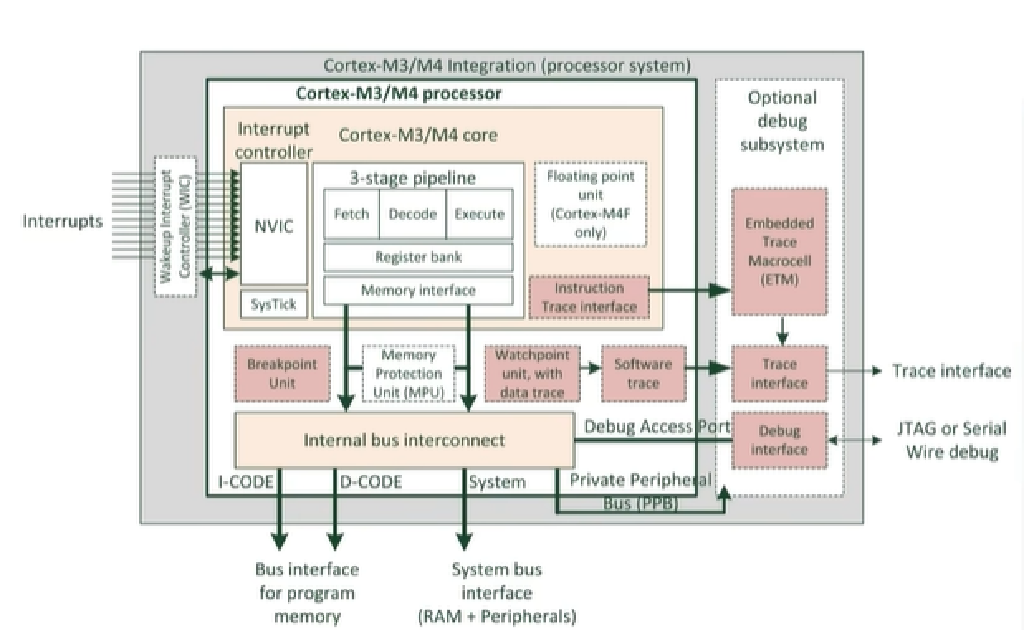 Cortex-M3/M4 Integration (processor system)
Cortex-M3/M4 processor
Optional
debug
subsystem
Interrupt
controller
Cortex-M3/M4 core
Interrupts
Wakeup Interrupt
Controller (WIC)
NVIC
SysTick
3-stage pipeline
Fetch
Decode
Execute
Register bank
Memory interface
Floating point
unit
(Cortex-M4F
only)
Instruction
Trace interface
Embedded
Trace
Macrocell
(ETM)
Breakpoint
Unit
Memory
Protection
Unit (MPU)
Watchpoint
unit, with
data trace
Software
trace
Trace
interface
Trace interface
Internal bus interconnect
Debug Access Port
Debug
interface
JTAG or Serial
Wire debug
I-CODE
D-CODE
System
Private Peripheral
Bus (PPB)
Bus interface
for program
memory
System bus
interface
(RAM + Peripherals)